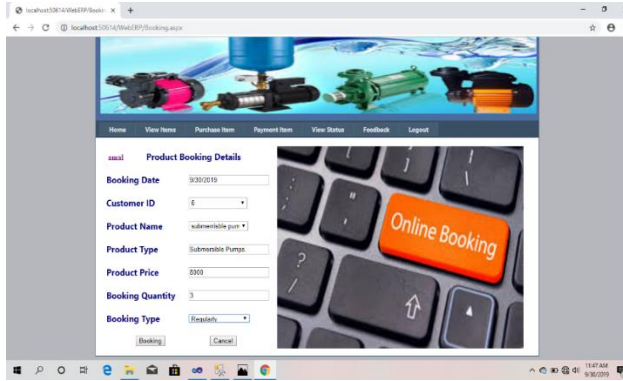 localhost:50614/WebERP/Bookin
localhost:50614/WebERP/Booking.aspx
Home View Items Purchase Item Payment Item View Status Feedback Logout
amal Product Booking Details
Booking Date 9/30/2019
Customer ID 6
Product Name submersible pum
Product Type Submersible Pumps.
Product Price 8000
Booking Quantity 3
Booking Type Regularly
Booking Cancel
Online Booking
11:47 AM
9/30/2019